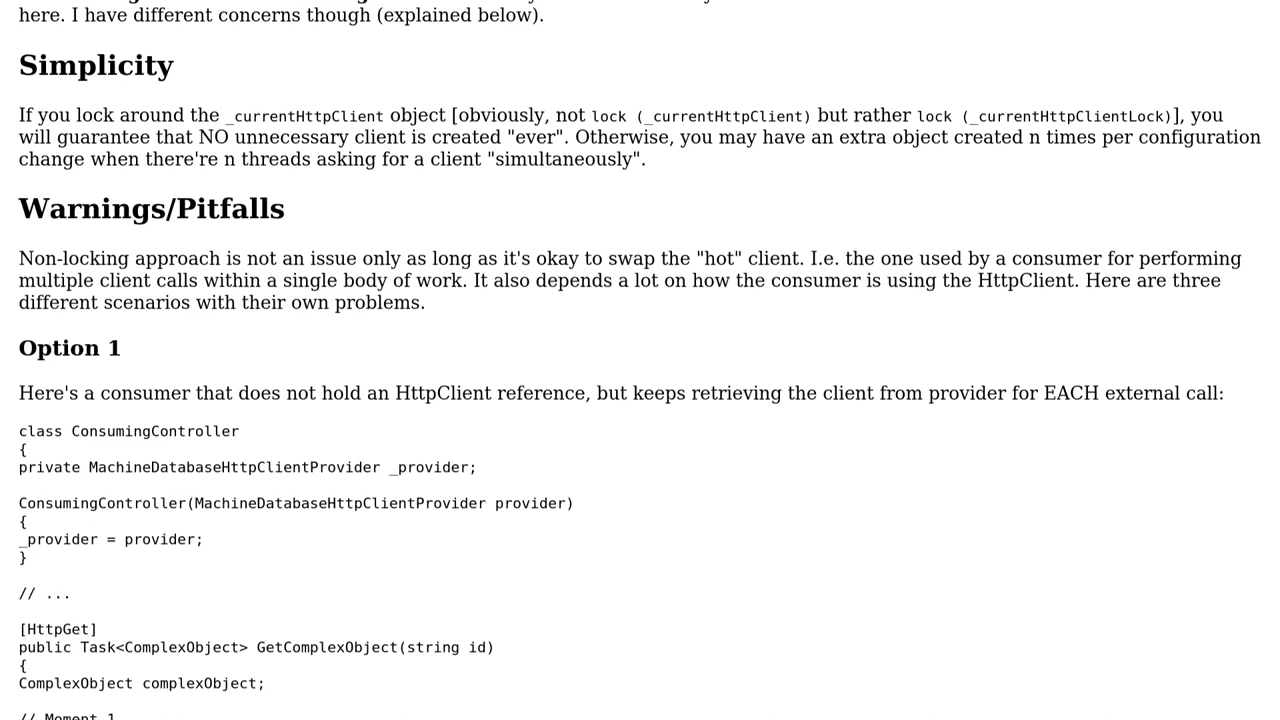 here. I have different concerns though (explained below).
Simplicity
If you lock around the _currentHttpClient object [obviously, not lock (_currentHttpClient) but rather lock (_currentHttpClientLock)], you
will guarantee that NO unnecessary client is created "ever". Otherwise, you may have an extra object created n times per configuration
change when there're n threads asking for a client "simultaneously".
Warnings/Pitfalls
Non-locking approach is not an issue only as long as it's okay to swap the "hot" client. I.e. the one used by a consumer for performing
multiple client calls within a single body of work. It also depends a lot on how the consumer is using the HttpClient. Here are three
different scenarios with their own problems.
Option 1
Here's a consumer that does not hold an HttpClient reference, but keeps retrieving the client from provider for EACH external call:
class ConsumingController
{
private MachineDatabaseHttpClientProvider _provider;
ConsumingController(MachineDatabaseHttpClientProvider provider)
{
_provider = provider;
}
// ...
[HttpGet]
public Task<ComplexObject> GetComplexObject(string id)
{
ComplexObject complexObject;
// Moment 1